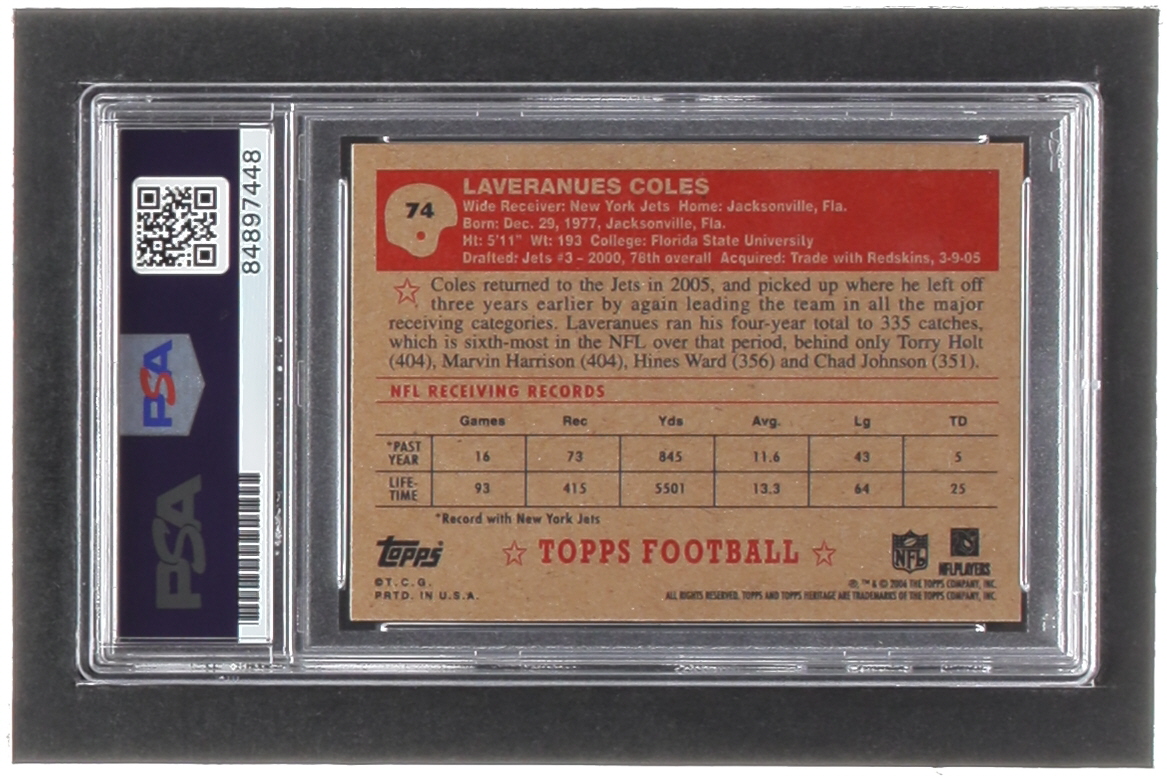 84897448
PSA
PSA
74
LAVERANUES COLES
Wide Receiver: New York Jets Home: Jacksonville, Fla.
Born: Dec. 29, 1977, Jacksonville, Fla.
Ht: 5'11" Wt: 193 College: Florida State University
Drafted: Jets #3 – 2000, 78th overall Acquired: Trade with Redskins, 3-9-05
Coles returned to the Jets in 2005, and picked up where he left off
three years earlier by again leading the team in all the major
receiving categories. Laveranues ran his four-year total to 335 catches,
which is sixth-most in the NFL over that period, behind only Torry Holt
(404), Marvin Harrison (404), Hines Ward (356) and Chad Johnson (351).
NFL RECEIVING RECORDS
Games Rec Yds Avg. Lg TD
*PAST YEAR 16 73 845 11.6 43 5
LIFE-TIME 93 415 5501 13.3 64 25
*Record with New York Jets
Topps ☆ TOPPS FOOTBALL ☆ NFL NFLPLAYERS
©T.C.G.
PRTD. IN U.S.A.
®, ™ & © 2006 THE TOPPS COMPANY, INC.
ALL RIGHTS RESERVED. TOPPS AND TOPPS HERITAGE ARE TRADEMARKS OF THE TOPPS COMPANY, INC.